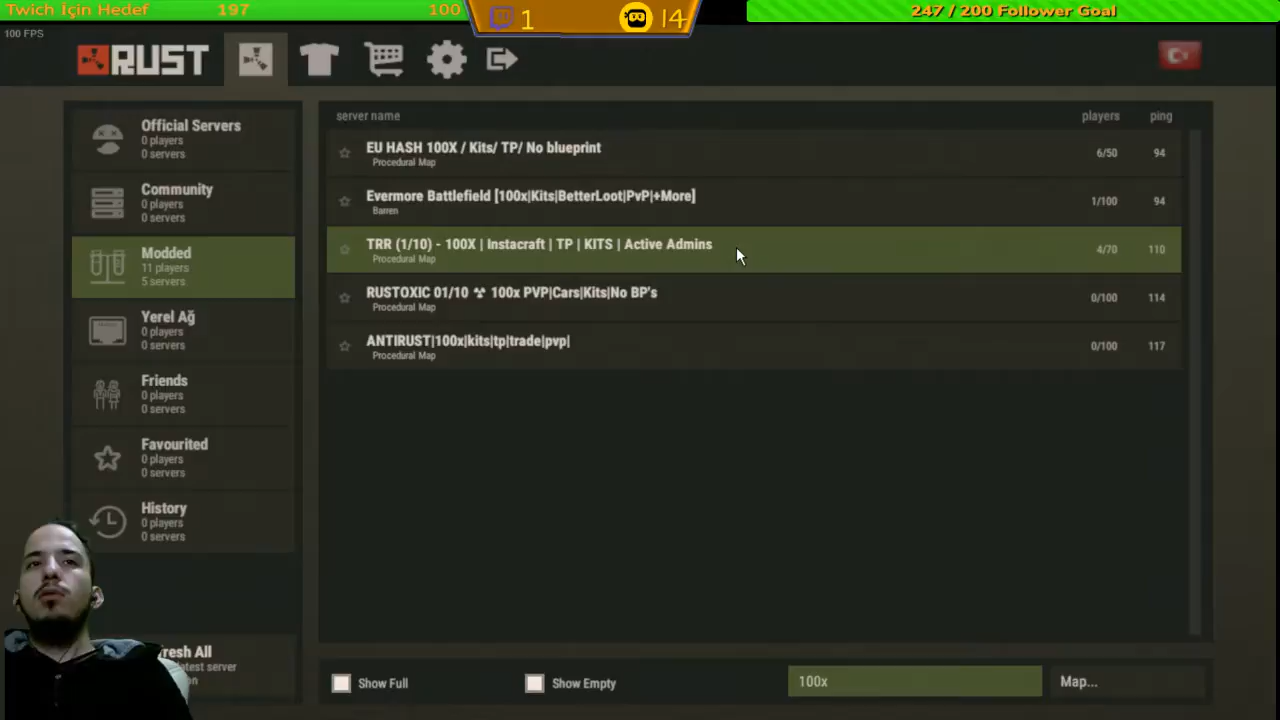 Twich İçin Hedef 197 100
1 14
247 / 200 Follower Goal
100 FPS
RUST
server name players ping
Official Servers
0 players
0 servers
Community
0 players
0 servers
Modded
11 players
5 servers
Yerel Ağ
0 players
0 servers
Friends
0 players
0 servers
Favourited
0 players
0 servers
History
0 players
0 servers
fresh All
latest server
on
EU HASH 100X / Kits/ TP/ No blueprint 6/50 94
Procedural Map
Evermore Battlefield [100x|Kits|BetterLoot|PvP|+More] 1/100 94
Barren
TRR (1/10) - 100X | Instacraft | TP | KITS | Active Admins 4/70 110
Procedural Map
RUSTOXIC 01/10 ☢ 100x PVP|Cars|Kits|No BP's 0/100 114
Procedural Map
ANTIRUST|100x|kits|tp|trade|pvp| 0/100 117
Procedural Map
Show Full Show Empty 100x Map...